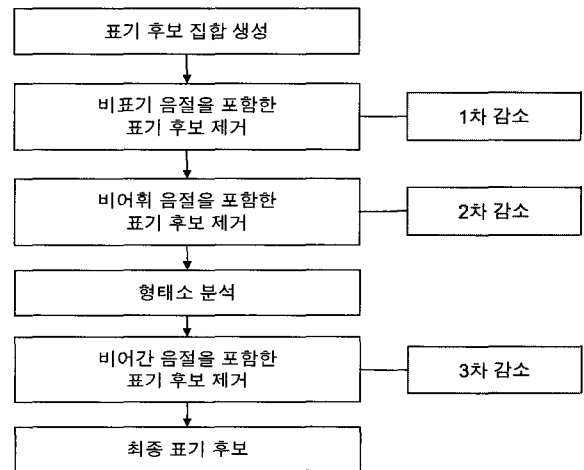 표기 후보 집합 생성
비표기 음절을 포함한
표기 후보 제거
1차 감소
비어휘 음절을 포함한
표기 후보 제거
2차 감소
형태소 분석
비어간 음절을 포함한
표기 후보 제거
3차 감소
최종 표기 후보